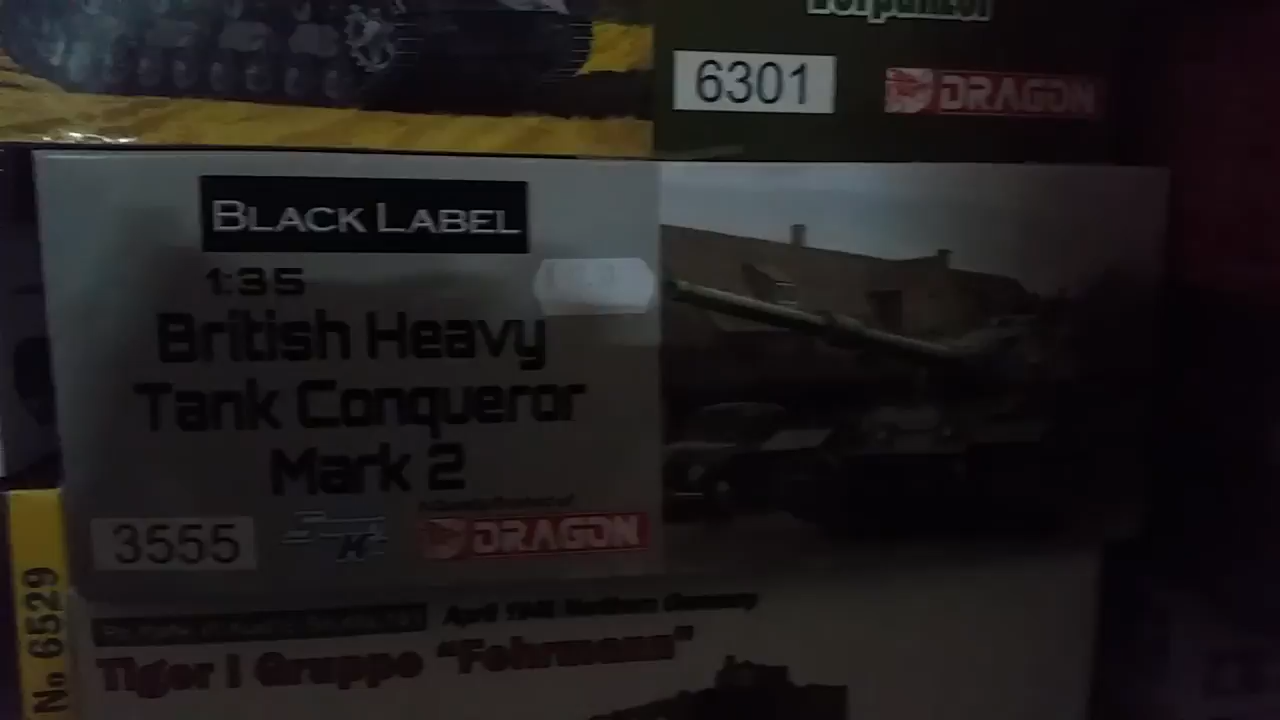 6301
DRAGON
BLACK LABEL
1:35
British Heavy
Tank Conqueror
Mark 2
3555
DRAGON
No 6529
April 1945 Northern Germany
Tiger I Gruppe "Fehrmann"